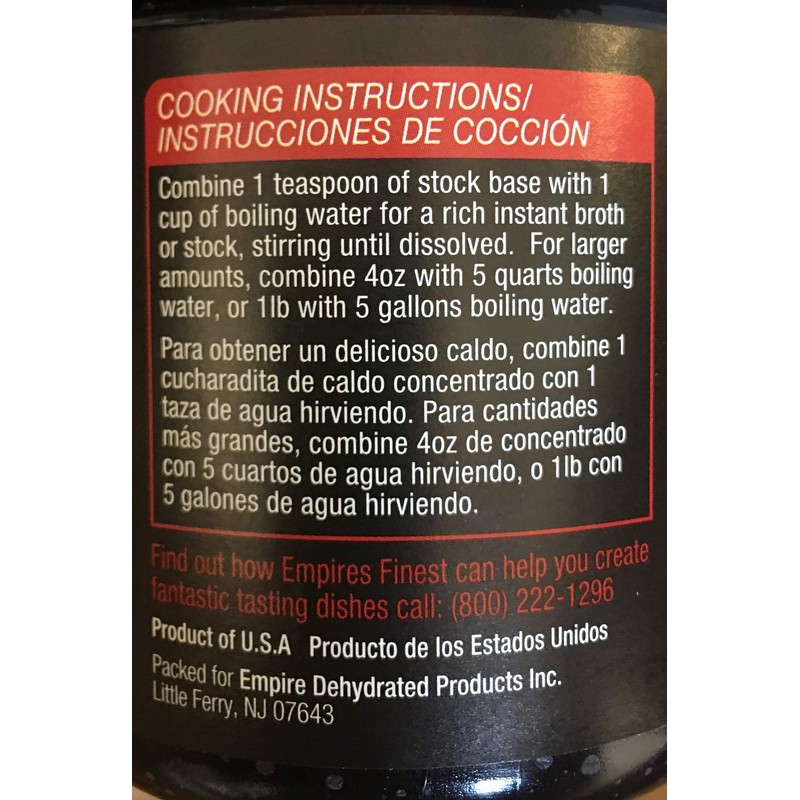 COOKING INSTRUCTIONS/
INSTRUCCIONES DE COCCIÓN
Combine 1 teaspoon of stock base with 1
cup of boiling water for a rich instant broth
or stock, stirring until dissolved. For larger
amounts, combine 4oz with 5 quarts boiling
water, or 1lb with 5 gallons boiling water.
Para obtener un delicioso caldo, combine 1
cucharadita de caldo concentrado con 1
taza de agua hirviendo. Para cantidades
más grandes, combine 4oz de concentrado
con 5 cuartos de agua hirviendo, o 1lb con
5 galones de agua hirviendo.
Find out how Empires Finest can help you create
fantastic tasting dishes call: (800) 222-1296
Product of U.S.A Producto de los Estados Unidos
Packed for Empire Dehydrated Products Inc.
Little Ferry, NJ 07643